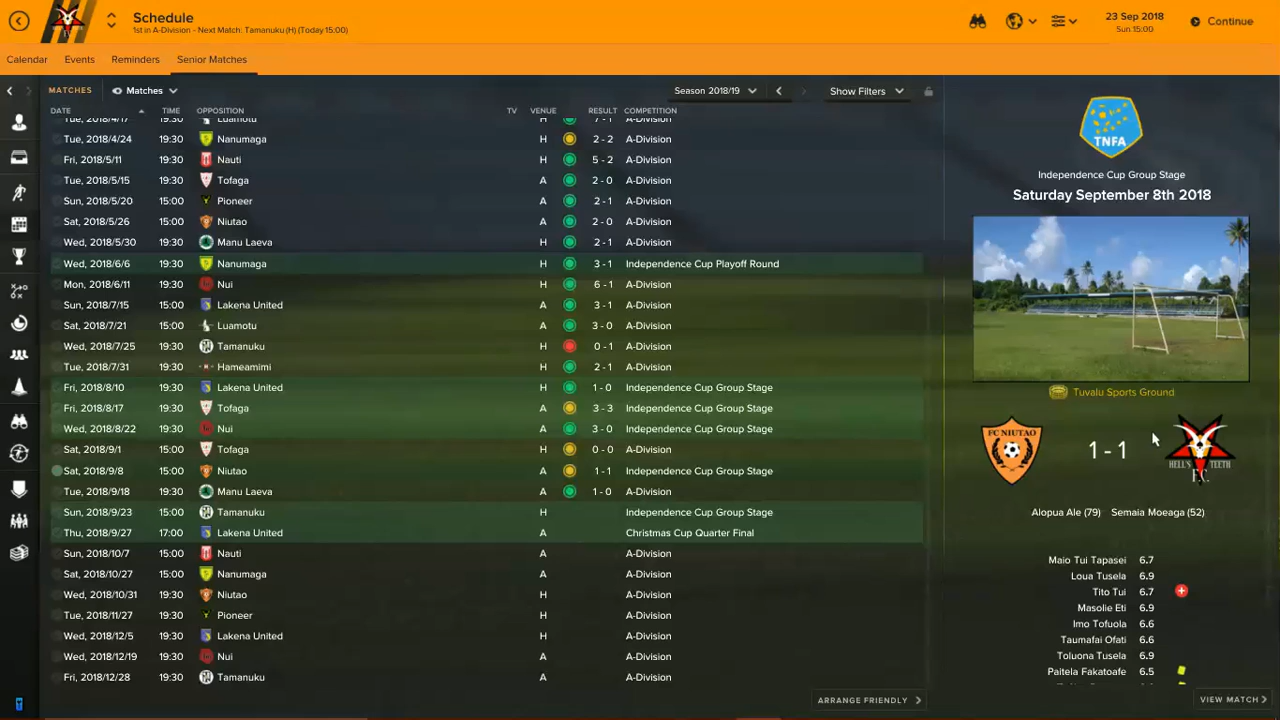 Schedule
1st in A-Division - Next Match: Tamanuku (H) (Today 15:00)
23 Sep 2018
Sun 15:00
Continue
Calendar Events Reminders Senior Matches
MATCHES Matches Season 2018/19 Show Filters
DATE TIME OPPOSITION TV VENUE RESULT COMPETITION
Tue, 2018/4/17 19:30 Luamotu H 7 - 1 A-Division
Tue, 2018/4/24 19:30 Nanumaga H 2 - 2 A-Division
Fri, 2018/5/11 19:30 Nauti H 5 - 2 A-Division
Tue, 2018/5/15 19:30 Tofaga A 2 - 0 A-Division
Sun, 2018/5/20 15:00 Pioneer A 2 - 1 A-Division
Sat, 2018/5/26 15:00 Niutao A 2 - 0 A-Division
Wed, 2018/5/30 19:30 Manu Laeva H 2 - 1 A-Division
Wed, 2018/6/6 19:30 Nanumaga H 3 - 1 Independence Cup Playoff Round
Mon, 2018/6/11 19:30 Nui H 6 - 1 A-Division
Sun, 2018/7/15 15:00 Lakena United A 3 - 1 A-Division
Sat, 2018/7/21 15:00 Luamotu A 3 - 0 A-Division
Wed, 2018/7/25 19:30 Tamanuku H 0 - 1 A-Division
Tue, 2018/7/31 19:30 Hameamimi H 2 - 1 A-Division
Fri, 2018/8/10 19:30 Lakena United H 1 - 0 Independence Cup Group Stage
Fri, 2018/8/17 19:30 Tofaga A 3 - 3 Independence Cup Group Stage
Wed, 2018/8/22 19:30 Nui A 3 - 0 Independence Cup Group Stage
Sat, 2018/9/1 15:00 Tofaga H 0 - 0 A-Division
Sat, 2018/9/8 15:00 Niutao A 1 - 1 Independence Cup Group Stage
Tue, 2018/9/18 19:30 Manu Laeva A 1 - 0 A-Division
Sun, 2018/9/23 15:00 Tamanuku H Independence Cup Group Stage
Thu, 2018/9/27 17:00 Lakena United A Christmas Cup Quarter Final
Sun, 2018/10/7 15:00 Nauti A A-Division
Sat, 2018/10/27 15:00 Nanumaga A A-Division
Wed, 2018/10/31 19:30 Niutao H A-Division
Tue, 2018/11/27 19:30 Pioneer H A-Division
Wed, 2018/12/5 19:30 Lakena United H A-Division
Wed, 2018/12/19 19:30 Nui A A-Division
Fri, 2018/12/28 19:30 Tamanuku A A-Division
ARRANGE FRIENDLY
TNFA
Independence Cup Group Stage
Saturday September 8th 2018
Tuvalu Sports Ground
FC NIUTAO
1 - 1
HELL'S TEETH
F.C.
Alopua Ale (79) Semaia Moeaga (52)
Maio Tui Tapasei 6.7
Loua Tusela 6.9
Tito Tui 6.7
Masolie Eti 6.9
Imo Tofuola 6.6
Taumafai Ofati 6.6
Toluona Tusela 6.9
Paitela Fakatoafe 6.5
VIEW MATCH